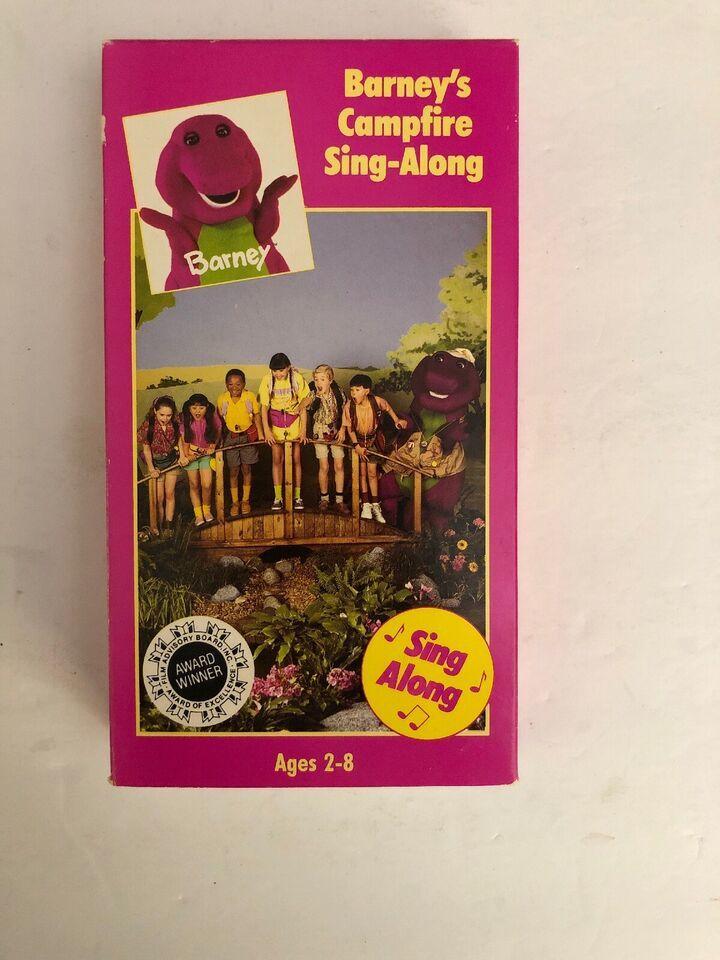 Barney's
Campfire
Sing-Along
Barney
FILM ADVISORY BOARD, INC.
AWARD
WINNER
AWARD OF EXCELLENCE
Sing
Along
Ages 2-8